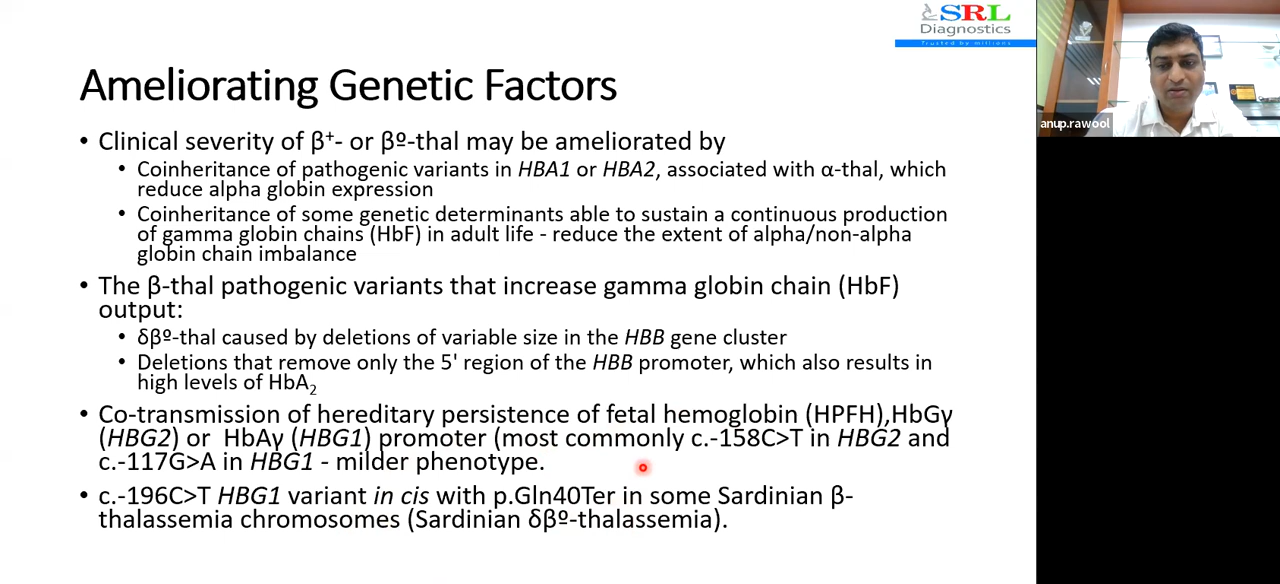 SRL
Diagnostics
Trusted by millions
anup.rawool
Ameliorating Genetic Factors
• Clinical severity of β⁺- or βº-thal may be ameliorated by
• Coinheritance of pathogenic variants in HBA1 or HBA2, associated with α-thal, which
reduce alpha globin expression
• Coinheritance of some genetic determinants able to sustain a continuous production
of gamma globin chains (HbF) in adult life - reduce the extent of alpha/non-alpha
globin chain imbalance
• The β-thal pathogenic variants that increase gamma globin chain (HbF)
output:
• δβº-thal caused by deletions of variable size in the HBB gene cluster
• Deletions that remove only the 5' region of the HBB promoter, which also results in
high levels of HbA₂
• Co-transmission of hereditary persistence of fetal hemoglobin (HPFH),HbGγ
(HBG2) or HbAγ (HBG1) promoter (most commonly c.-158C>T in HBG2 and
c.-117G>A in HBG1 - milder phenotype.
• c.-196C>T HBG1 variant in cis with p.Gln40Ter in some Sardinian β-
thalassemia chromosomes (Sardinian δβº-thalassemia).